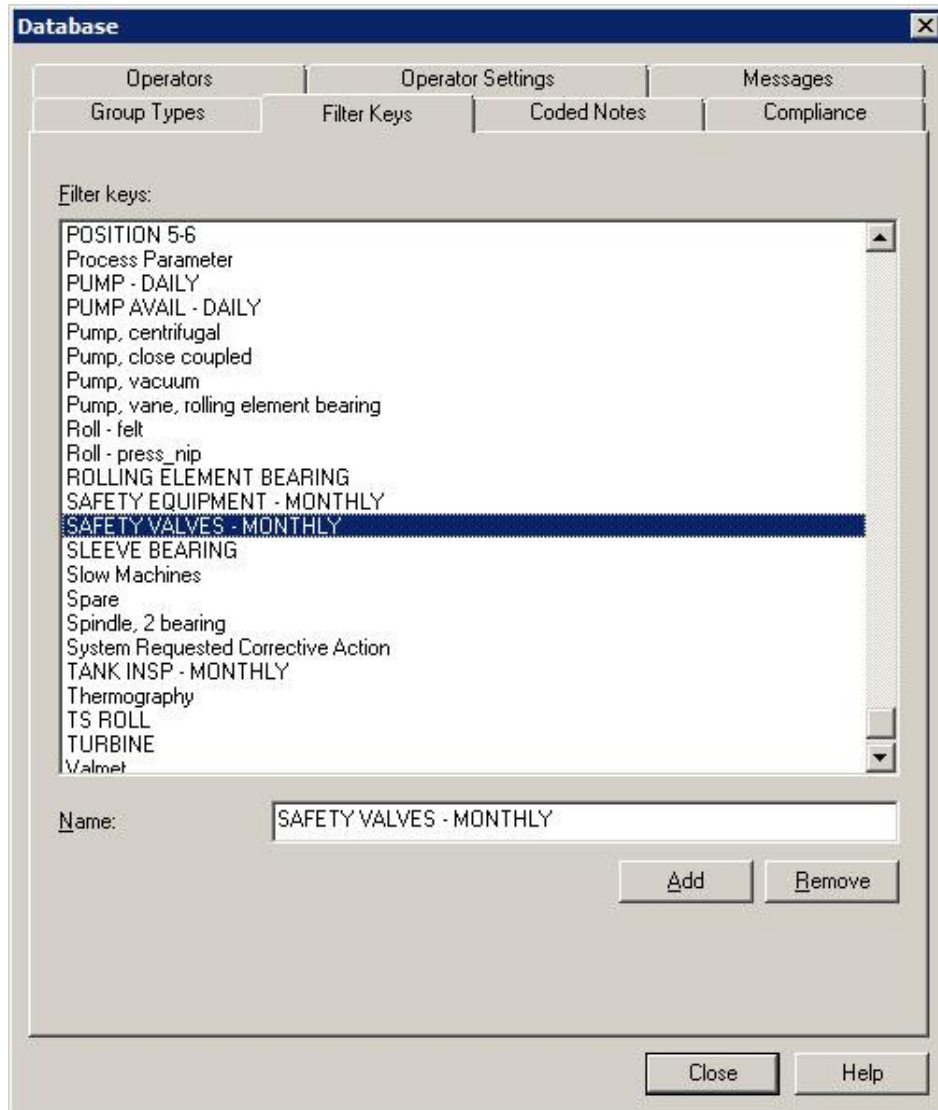 Database
Operators
Operator Settings
Messages
Group Types
Filter Keys
Coded Notes
Compliance
Filter keys:
POSITION 5-6
Process Parameter
PUMP - DAILY
PUMP AVAIL - DAILY
Pump, centrifugal
Pump, close coupled
Pump, vacuum
Pump, vane, rolling element bearing
Roll - felt
Roll - press_nip
ROLLING ELEMENT BEARING
SAFETY EQUIPMENT - MONTHLY
SAFETY VALVES - MONTHLY
SLEEVE BEARING
Slow Machines
Spare
Spindle, 2 bearing
System Requested Corrective Action
TANK INSP - MONTHLY
Thermography
TS ROLL
TURBINE
Valmet
Name: SAFETY VALVES - MONTHLY
Add
Remove
Close
Help